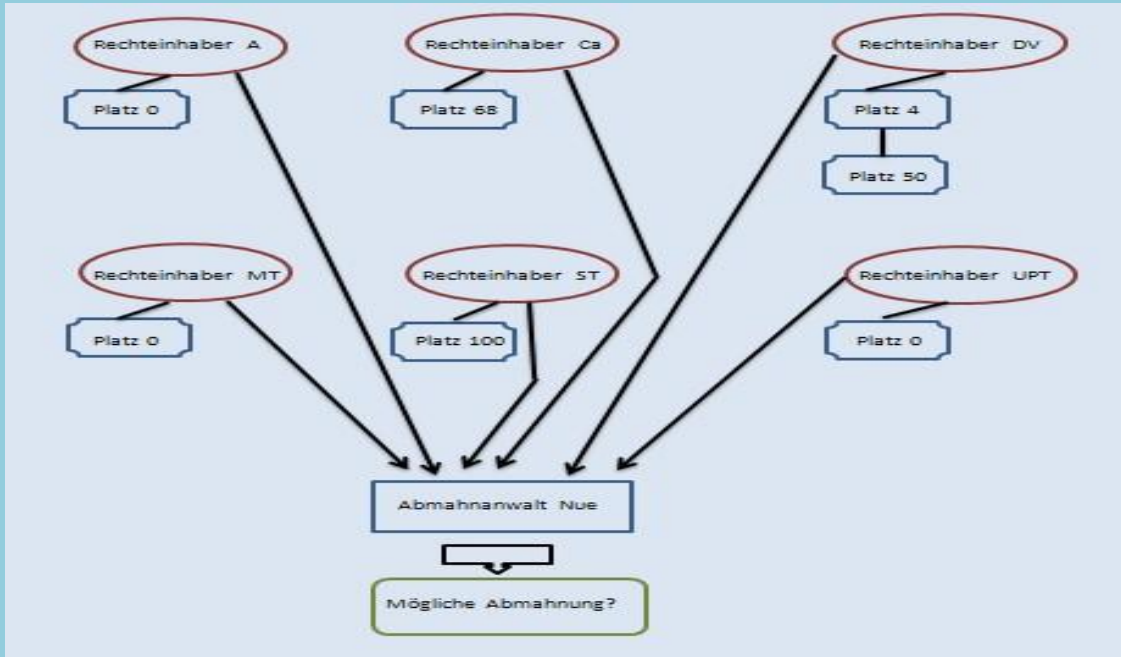 Rechteinhaber A
Rechteinhaber Ca
Rechteinhaber DV
Platz 0
Platz 68
Platz 4
Platz 50
Rechteinhaber MT
Rechteinhaber ST
Rechteinhaber UPT
Platz 0
Platz 100
Platz 0
Abmahnanwalt Nue
Mögliche Abmahnung?